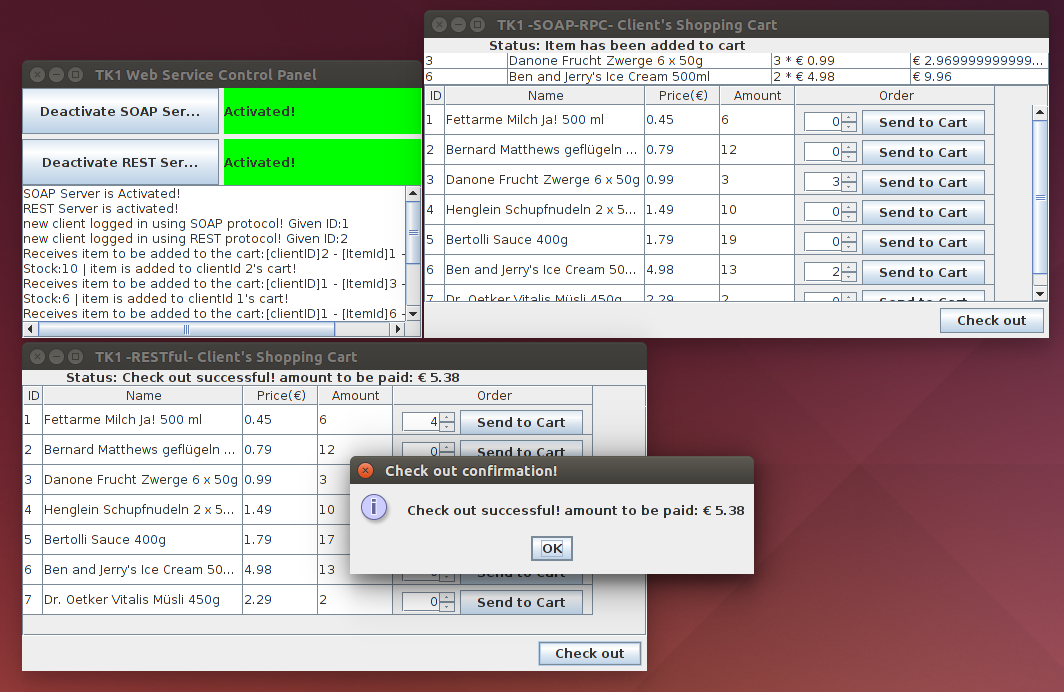 TK1 -SOAP-RPC- Client's Shopping Cart
Status: Item has been added to cart
3 Danone Frucht Zwerge 6 x 50g 3 * € 0.99 € 2.969999999999...
6 Ben and Jerry's Ice Cream 500ml 2 * € 4.98 € 9.96
ID Name Price(€) Amount Order
1 Fettarme Milch Ja! 500 ml 0.45 6 0 Send to Cart
2 Bernard Matthews geflügeln ... 0.79 12 0 Send to Cart
3 Danone Frucht Zwerge 6 x 50g 0.99 3 3 Send to Cart
4 Henglein Schupfnudeln 2 x 5... 1.49 10 0 Send to Cart
5 Bertolli Sauce 400g 1.79 19 0 Send to Cart
6 Ben and Jerry's Ice Cream 50... 4.98 13 2 Send to Cart
7 Dr. Oetker Vitalis Müsli 450g 2.29 2 0 Send to Cart
Check out
TK1 Web Service Control Panel
Deactivate SOAP Ser... Activated!
Deactivate REST Ser... Activated!
SOAP Server is Activated!
REST Server is activated!
new client logged in using SOAP protocol! Given ID:1
new client logged in using REST protocol! Given ID:2
Receives item to be added to the cart:[clientID]2 - [ItemId]1 -
Stock:10 | item is added to clientId 2's cart!
Receives item to be added to the cart:[clientID]1 - [ItemId]3 -
Stock:6 | item is added to clientId 1's cart!
Receives item to be added to the cart:[clientID]1 - [ItemId]6 -
TK1 -RESTful- Client's Shopping Cart
Status: Check out successful! amount to be paid: € 5.38
ID Name Price(€) Amount Order
1 Fettarme Milch Ja! 500 ml 0.45 6 4 Send to Cart
2 Bernard Matthews geflügeln ... 0.79 12 0 Send to Cart
3 Danone Frucht Zwerge 6 x 50g 0.99 3
4 Henglein Schupfnudeln 2 x 5... 1.49 10
5 Bertolli Sauce 400g 1.79 17
6 Ben and Jerry's Ice Cream 50... 4.98 13 Send to Cart
7 Dr. Oetker Vitalis Müsli 450g 2.29 2 0 Send to Cart
Check out
Check out confirmation!
Check out successful! amount to be paid: € 5.38
OK